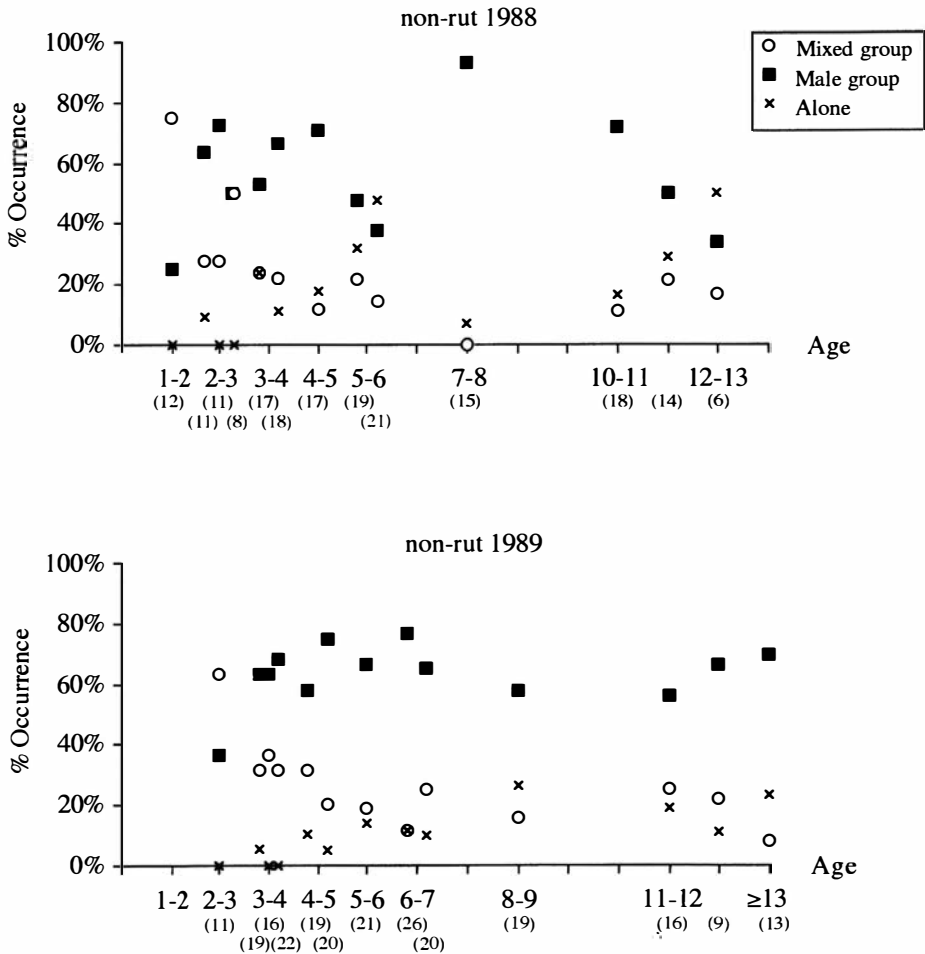 non-rut 1988
100%
80%
60%
40%
20%
0%
% Occurrence
Mixed group
Male group
Alone
Age
1-2 2-3 3-4 4-5 5-6 7-8 10-11 12-13
(12) (11) (17) (17) (19) (15) (18) (14) (6)
(11) (8) (18) (21)
non-rut 1989
100%
80%
60%
40%
20%
0%
% Occurrence
Age
1-2 2-3 3-4 4-5 5-6 6-7 8-9 11-12 ≥13
(11) (16) (19) (21) (26) (19) (16) (9) (13)
(19) (22) (20) (20)